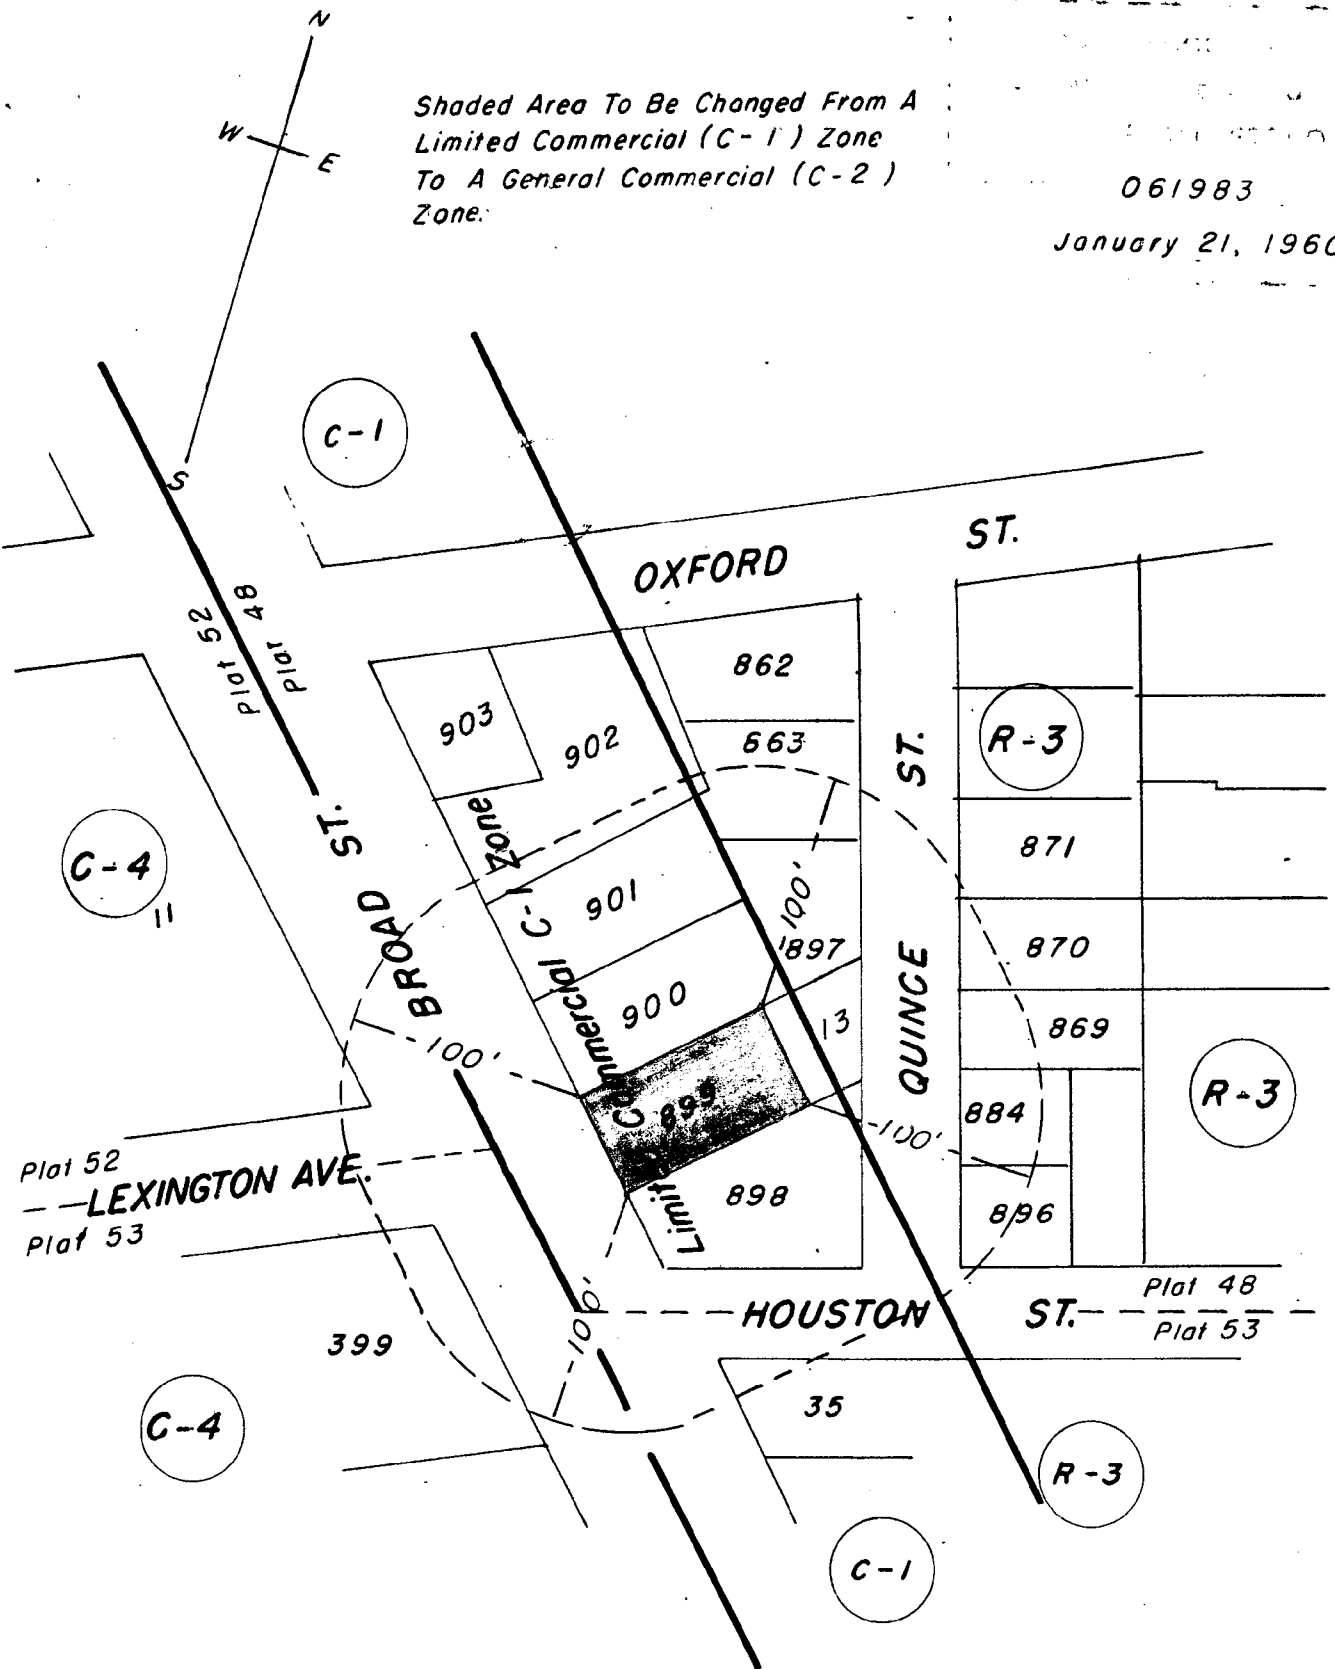 N
W
E
S
Shaded Area To Be Changed From A
Limited Commercial (C-1) Zone
To A General Commercial (C-2)
Zone.
061983
January 21, 1960
C-1
OXFORD ST.
Plat 52
Plat 48
862
663
903
902
R-3
C-4
11
BROAD ST.
Limited Commercial C-1 Zone
QUINCE ST.
871
901
100'
897
870
900
13
869
100'
899
884
100'
R-3
Plat 52
LEXINGTON AVE.
Plat 53
898
896
100'
HOUSTON ST.
Plat 48
Plat 53
399
35
C-4
R-3
C-1